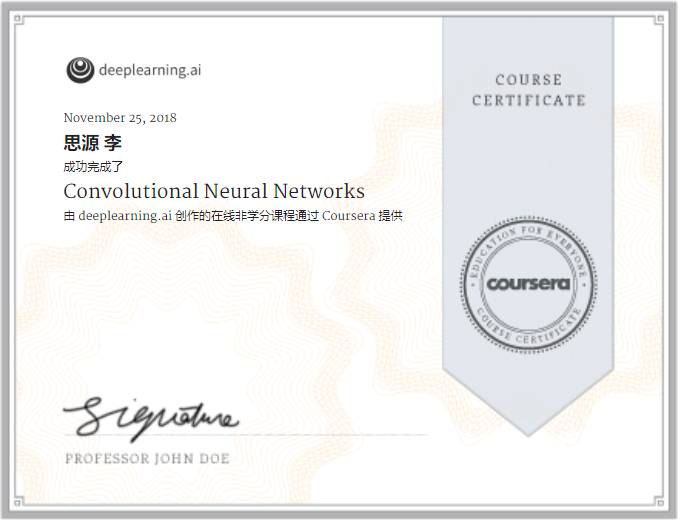 deeplearning.ai
COURSE
CERTIFICATE
November 25, 2018
思源 李
成功完成了
Convolutional Neural Networks
由 deeplearning.ai 创作的在线非学分课程通过 Coursera 提供
EDUCATION FOR EVERYONE
coursera
COURSE CERTIFICATE
Signature
PROFESSOR JOHN DOE